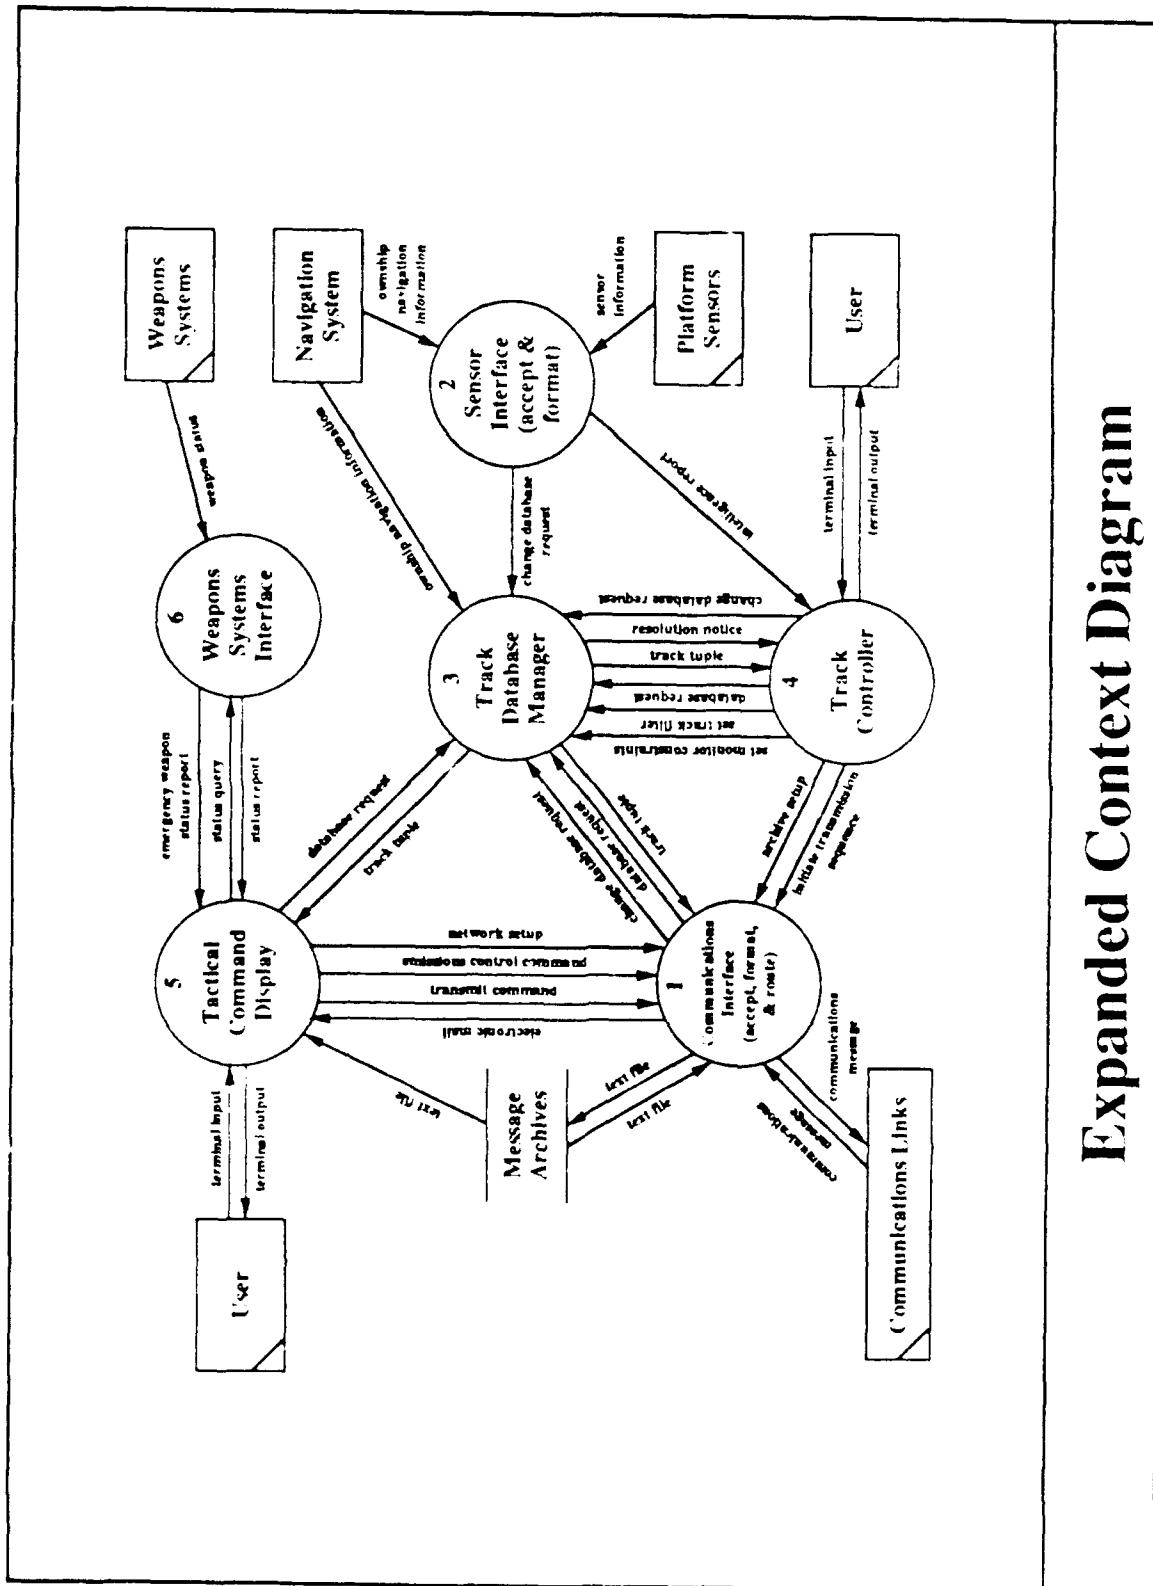 Weapons
Systems
Navigation
System
ownship
navigation
information
2
Sensor
Interface
(accept &
format)
sensor
information
Platform
Sensors
User
weapon status
ownship navigation information
change database
request
intelligence report
terminal input
terminal output
6
Weapons
Systems
Interface
3
Track
Database
Manager
change database request
resolution notice
track tuple
database request
set track filter
set monitor constraints
4
Track
Controller
emergency weapon
status report
status query
status report
database request
track tuple
track tuple
database request
change database request
archive setup
initiate transmission
sequence
5
Tactical
Command
Display
network setup
emissions control command
transmit command
electronic mail
1
Communications
Interface
(accept, format,
& route)
terminal input
terminal output
text file
Message
Archives
text file
text file
communications
message
communications
message
User
Communications Links
Expanded Context Diagram